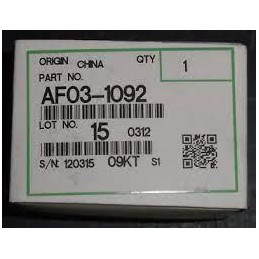 ORIGIN CHINA QTY 1
PART NO.
AF03-1092
LOT NO. 15 0312
S/N: 120315 09KT S1